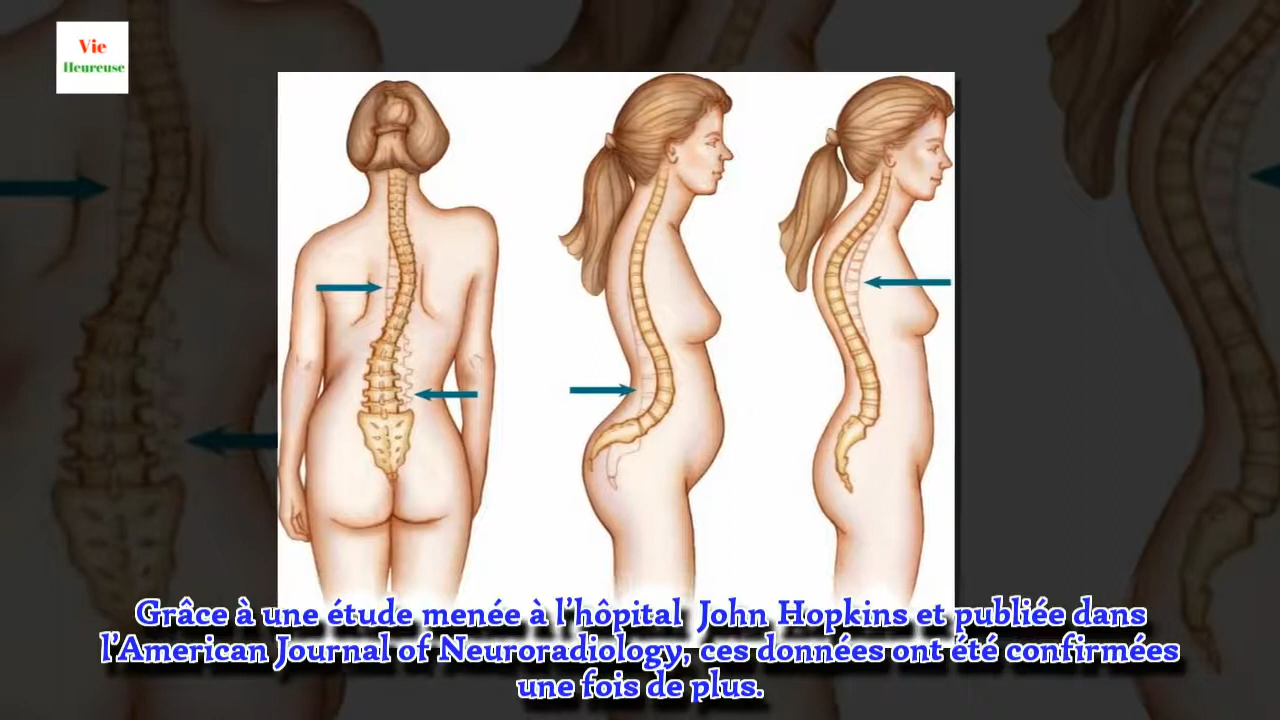 Vie
Heureuse
Grâce à une étude menée à l'hôpital John Hopkins et publiée dans
l'American Journal of Neuroradiology, ces données ont été confirmées
une fois de plus.